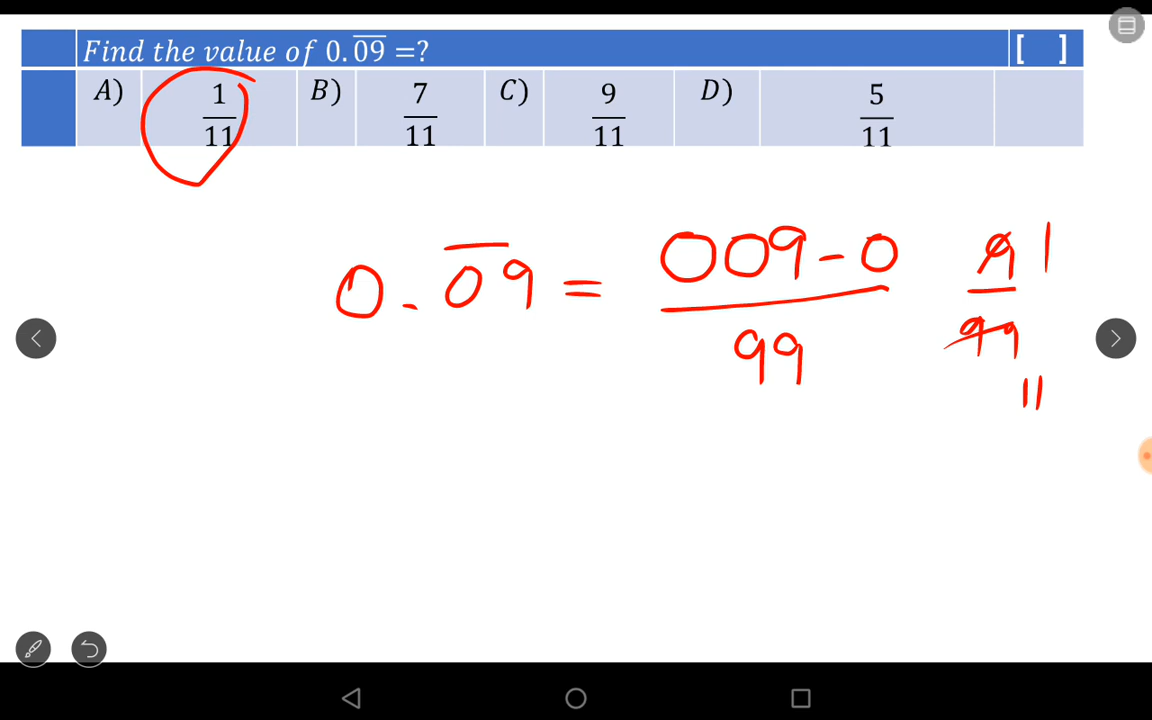 Find the value of 0.\overline{09} =? [ ]
A) 1/11 B) 7/11 C) 9/11 D) 5/11
0.\overline{09} = 009-0/99 9/99 1
11